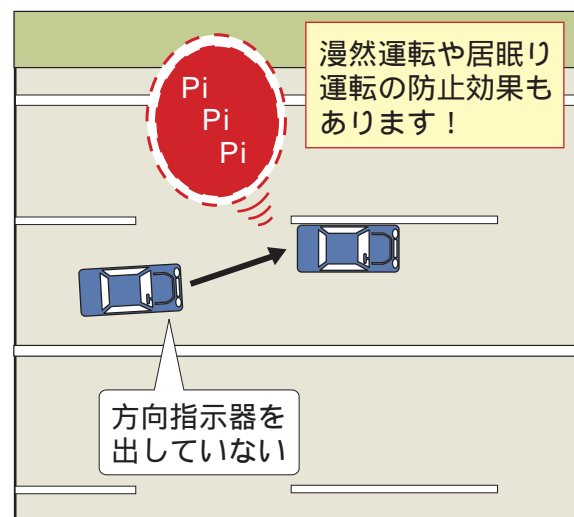 漫然運転や居眠り
運転の防止効果も
あります！
Pi
Pi
Pi
方向指示器を
出していない